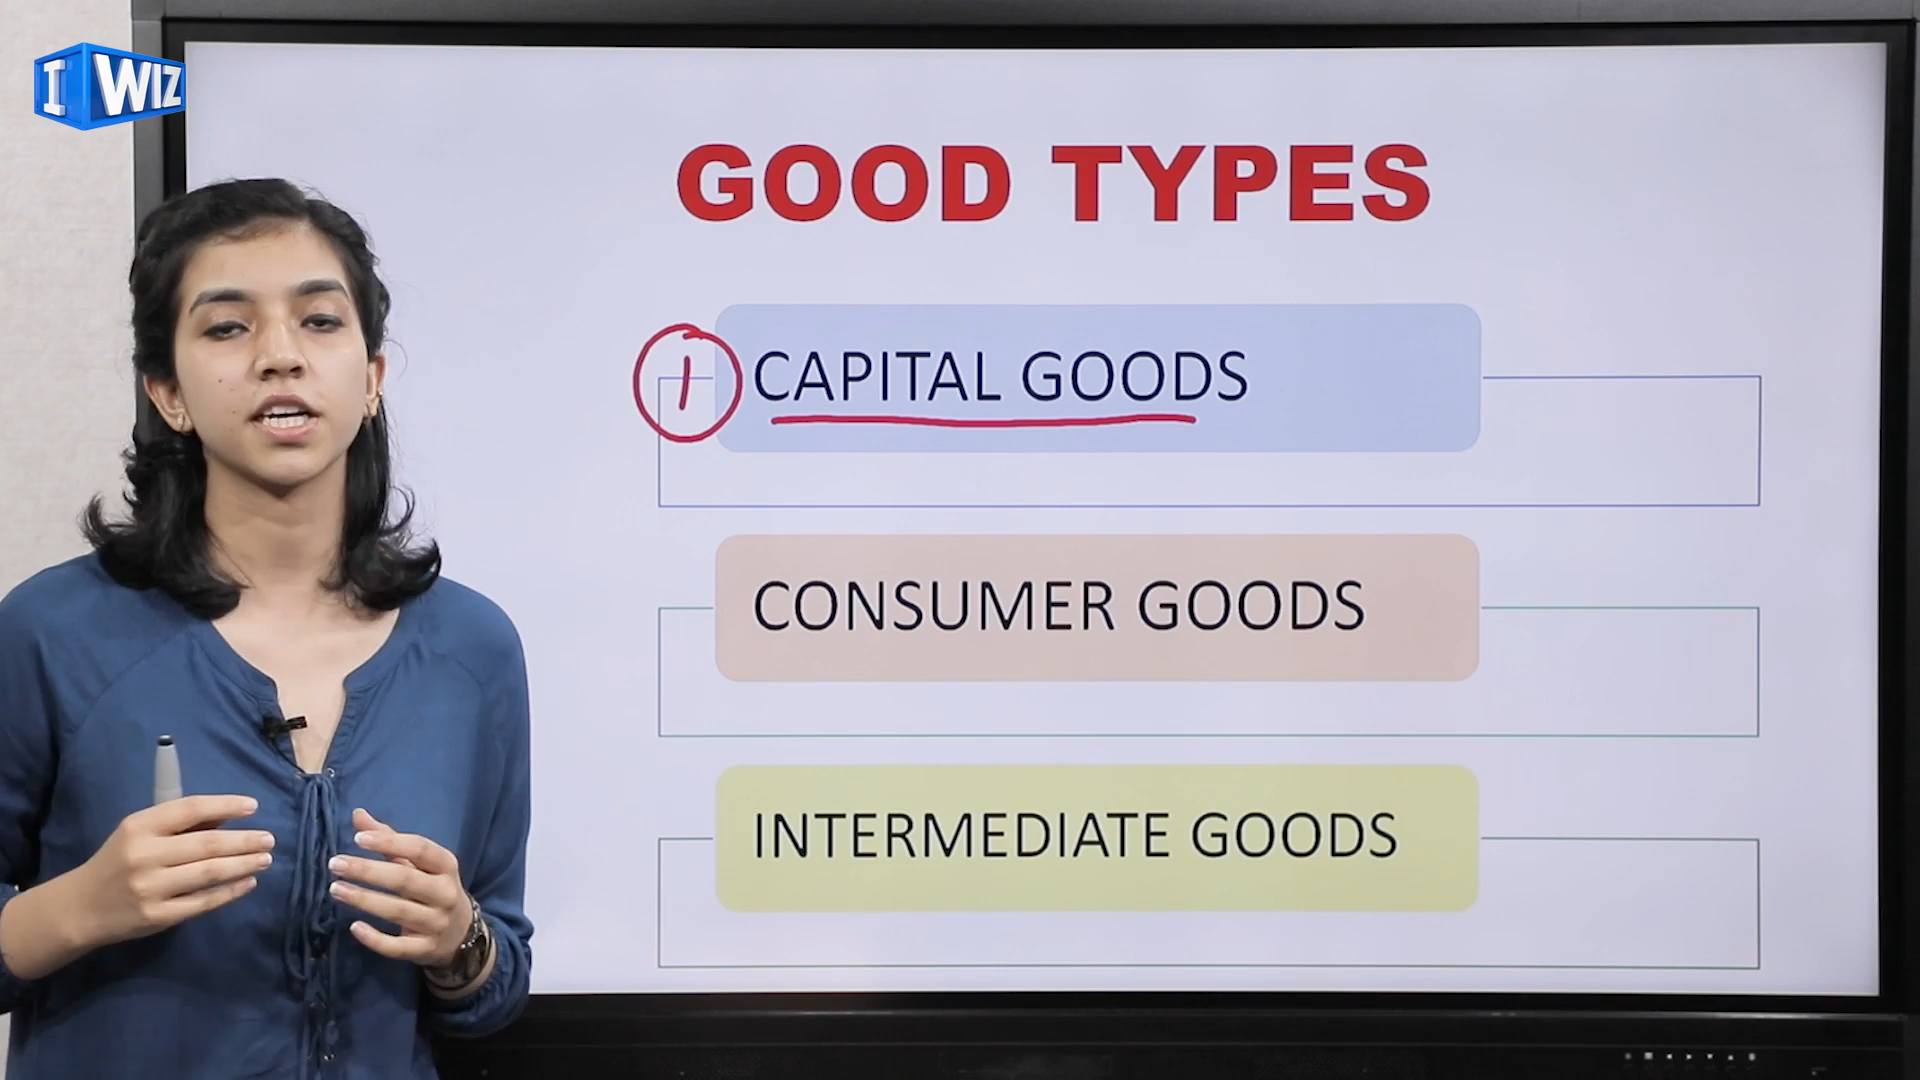 I WIZ
GOOD TYPES
1 CAPITAL GOODS
CONSUMER GOODS
INTERMEDIATE GOODS